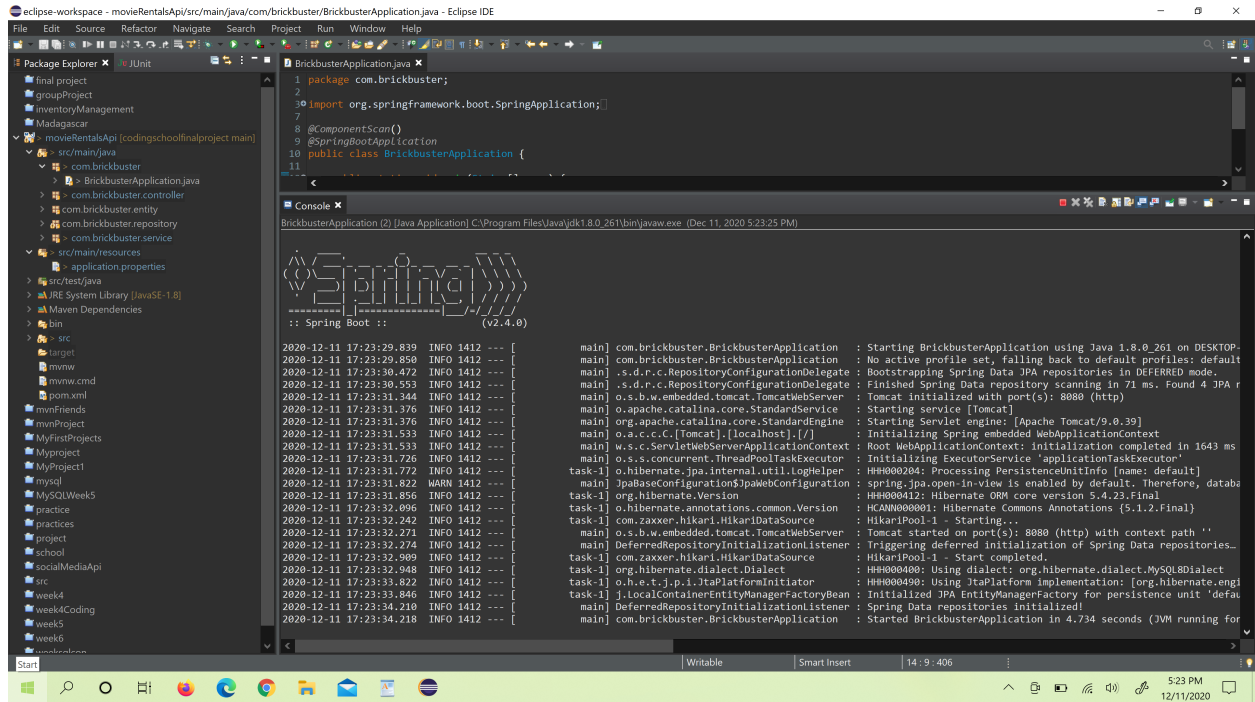 eclipse-workspace - movieRentalsApi/src/main/java/com/brickbuster/BrickbusterApplication.java - Eclipse IDE
File Edit Source Refactor Navigate Search Project Run Window Help
Package Explorer JUnit
final project
groupProject
inventoryManagement
Madagascar
> movieRentalsApi [codingschoolfinalproject main]
> src/main/java
> com.brickbuster
> BrickbusterApplication.java
> com.brickbuster.controller
com.brickbuster.entity
com.brickbuster.repository
> com.brickbuster.service
> src/main/resources
> application.properties
src/test/java
JRE System Library [JavaSE-1.8]
Maven Dependencies
bin
> src
target
mvnw
mvnw.cmd
pom.xml
mvnFriends
mvnProject
MyFirstProjects
Myproject
MyProject1
mysql
MySQLWeek5
practice
practices
project
school
socialMediaApi
src
week4
week4Coding
week5
week6
BrickbusterApplication.java
1 package com.brickbuster;
2
3 import org.springframework.boot.SpringApplication;
7
8 @ComponentScan()
9 @SpringBootApplication
10 public class BrickbusterApplication {
11
Console
BrickbusterApplication (2) [Java Application] C:\Program Files\Java\jdk1.8.0_261\bin\javaw.exe (Dec 11, 2020 5:23:25 PM)
Spring
:: Spring Boot :: (v2.4.0)
2020-12-11 17:23:29.839 INFO 1412 --- [ main] com.brickbuster.BrickbusterApplication : Starting BrickbusterApplication using Java 1.8.0_261 on DESKTOP-
2020-12-11 17:23:29.850 INFO 1412 --- [ main] com.brickbuster.BrickbusterApplication : No active profile set, falling back to default profiles: default
2020-12-11 17:23:30.472 INFO 1412 --- [ main] .s.d.r.c.RepositoryConfigurationDelegate : Bootstrapping Spring Data JPA repositories in DEFERRED mode.
2020-12-11 17:23:30.553 INFO 1412 --- [ main] .s.d.r.c.RepositoryConfigurationDelegate : Finished Spring Data repository scanning in 71 ms. Found 4 JPA r
2020-12-11 17:23:31.344 INFO 1412 --- [ main] o.s.b.w.embedded.tomcat.TomcatWebServer : Tomcat initialized with port(s): 8080 (http)
2020-12-11 17:23:31.376 INFO 1412 --- [ main] o.apache.catalina.core.StandardService : Starting service [Tomcat]
2020-12-11 17:23:31.376 INFO 1412 --- [ main] org.apache.catalina.core.StandardEngine : Starting Servlet engine: [Apache Tomcat/9.0.39]
2020-12-11 17:23:31.533 INFO 1412 --- [ main] o.a.c.c.C.[Tomcat].[localhost].[/] : Initializing Spring embedded WebApplicationContext
2020-12-11 17:23:31.533 INFO 1412 --- [ main] w.s.c.ServletWebServerApplicationContext : Root WebApplicationContext: initialization completed in 1643 ms
2020-12-11 17:23:31.726 INFO 1412 --- [ main] o.s.s.concurrent.ThreadPoolTaskExecutor : Initializing ExecutorService 'applicationTaskExecutor'
2020-12-11 17:23:31.772 INFO 1412 --- [ task-1] o.hibernate.jpa.internal.util.LogHelper : HHH000204: Processing PersistenceUnitInfo [name: default]
2020-12-11 17:23:31.822 WARN 1412 --- [ main] JpaBaseConfiguration$JpaWebConfiguration : spring.jpa.open-in-view is enabled by default. Therefore, databa
2020-12-11 17:23:31.856 INFO 1412 --- [ task-1] org.hibernate.Version : HHH000412: Hibernate ORM core version 5.4.23.Final
2020-12-11 17:23:32.096 INFO 1412 --- [ task-1] o.hibernate.annotations.common.Version : HCANN000001: Hibernate Commons Annotations {5.1.2.Final}
2020-12-11 17:23:32.242 INFO 1412 --- [ task-1] com.zaxxer.hikari.HikariDataSource : HikariPool-1 - Starting...
2020-12-11 17:23:32.271 INFO 1412 --- [ main] o.s.b.w.embedded.tomcat.TomcatWebServer : Tomcat started on port(s): 8080 (http) with context path ''
2020-12-11 17:23:32.274 INFO 1412 --- [ main] DeferredRepositoryInitializationListener : Triggering deferred initialization of Spring Data repositories…
2020-12-11 17:23:32.909 INFO 1412 --- [ task-1] com.zaxxer.hikari.HikariDataSource : HikariPool-1 - Start completed.
2020-12-11 17:23:32.948 INFO 1412 --- [ task-1] org.hibernate.dialect.Dialect : HHH000400: Using dialect: org.hibernate.dialect.MySQL8Dialect
2020-12-11 17:23:33.822 INFO 1412 --- [ task-1] o.h.e.t.j.p.i.JtaPlatformInitiator : HHH000490: Using JtaPlatform implementation: [org.hibernate.engi
2020-12-11 17:23:33.846 INFO 1412 --- [ task-1] j.LocalContainerEntityManagerFactoryBean : Initialized JPA EntityManagerFactory for persistence unit 'defau
2020-12-11 17:23:34.210 INFO 1412 --- [ main] DeferredRepositoryInitializationListener : Spring Data repositories initialized!
2020-12-11 17:23:34.218 INFO 1412 --- [ main] com.brickbuster.BrickbusterApplication : Started BrickbusterApplication in 4.734 seconds (JVM running for
Start
Writable Smart Insert 14 : 9 : 406
5:23 PM
12/11/2020